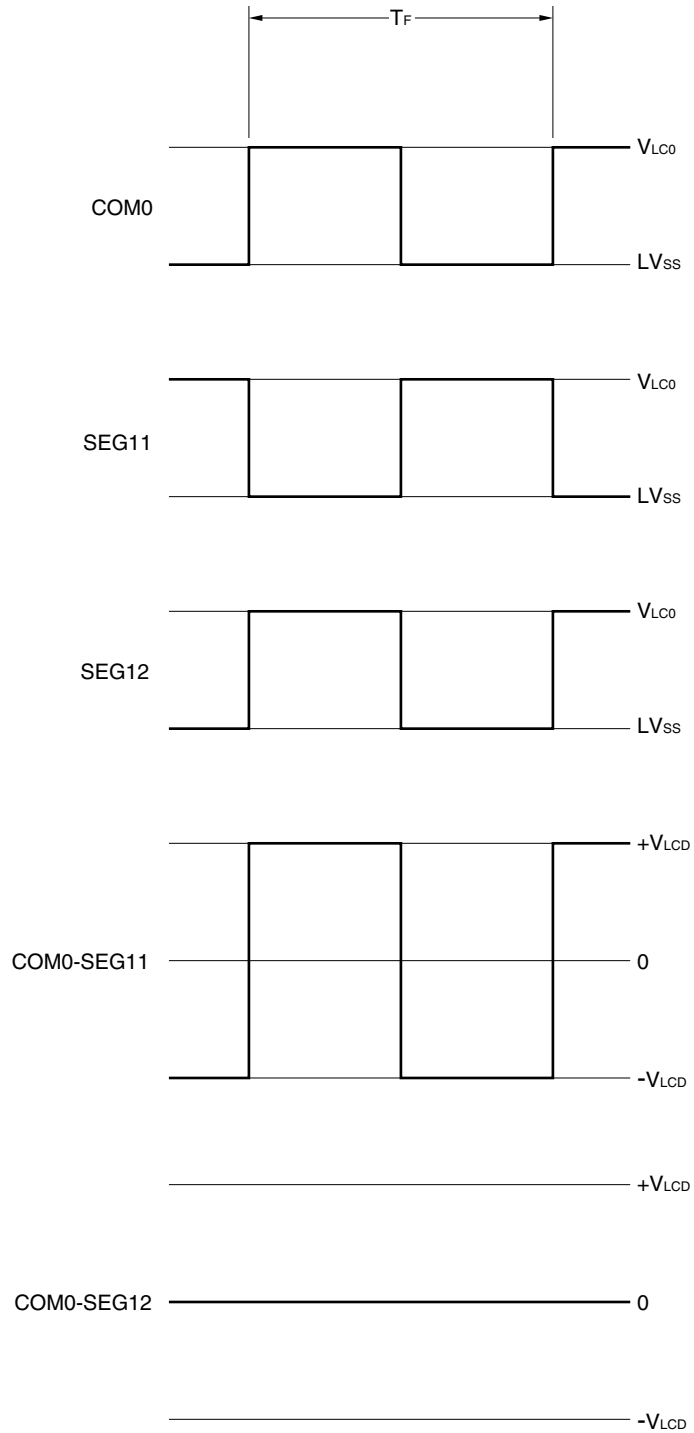 TF
VLC0
COM0
LVSS
VLC0
SEG11
LVSS
VLC0
SEG12
LVSS
+VLCD
COM0-SEG11
0
-VLCD
+VLCD
COM0-SEG12
0
-VLCD